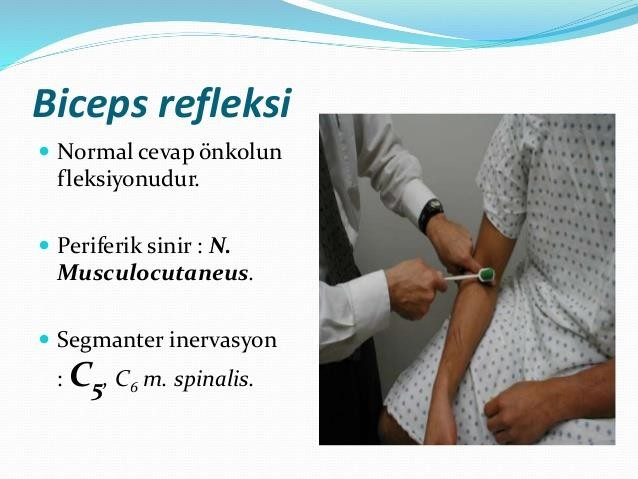 Biceps refleksi
• Normal cevap önkolun
fleksiyonudur.
• Periferik sinir : N.
Musculocutaneus.
• Segmanter inervasyon
: C5, C6 m. spinalis.